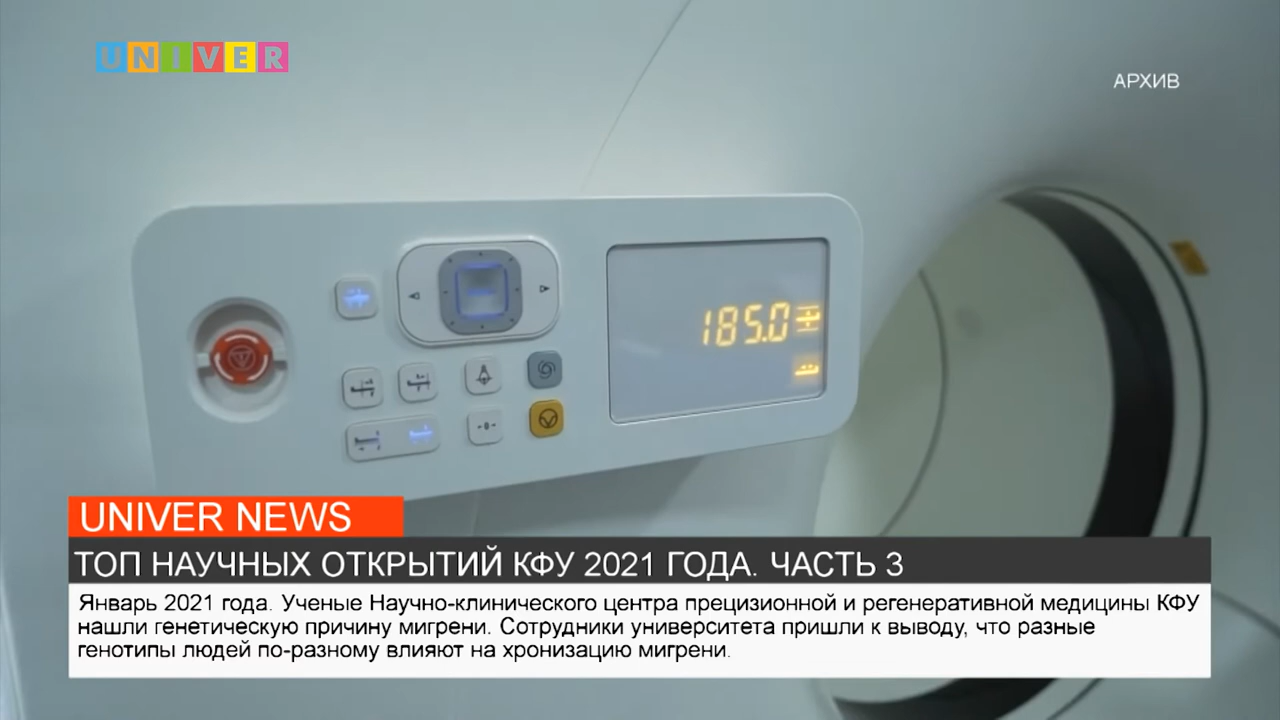 UNIVER
АРХИВ
185.0
-0-
UNIVER NEWS
ТОП НАУЧНЫХ ОТКРЫТИЙ КФУ 2021 ГОДА. ЧАСТЬ 3
Январь 2021 года. Ученые Научно-клинического центра прецизионной и регенеративной медицины КФУ
нашли генетическую причину мигрени. Сотрудники университета пришли к выводу, что разные
генотипы людей по-разному влияют на хронизацию мигрени.